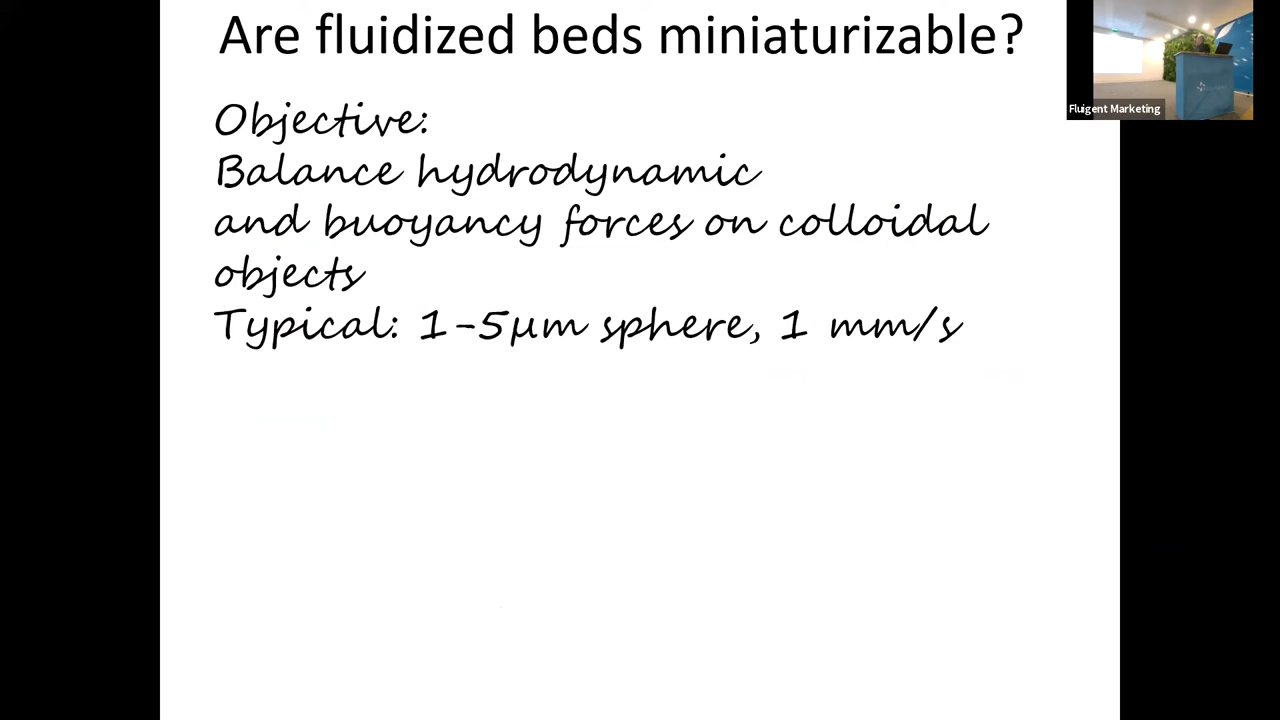 Are fluidized beds miniaturizable?
Objective:
Balance hydrodynamic
and buoyancy forces on colloidal
objects
Typical: 1-5µm sphere, 1 mm/s
Fluigent Marketing